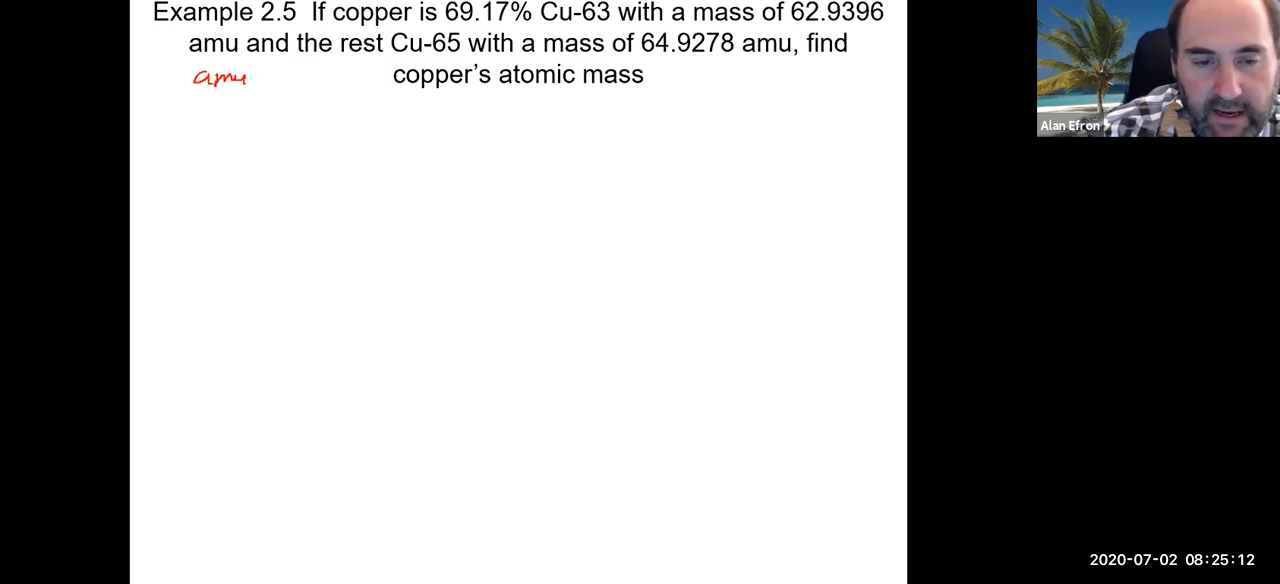 Example 2.5  If copper is 69.17% Cu-63 with a mass of 62.9396
amu and the rest Cu-65 with a mass of 64.9278 amu, find
copper’s atomic mass
amu
Alan Efron
2020-07-02 08:25:12